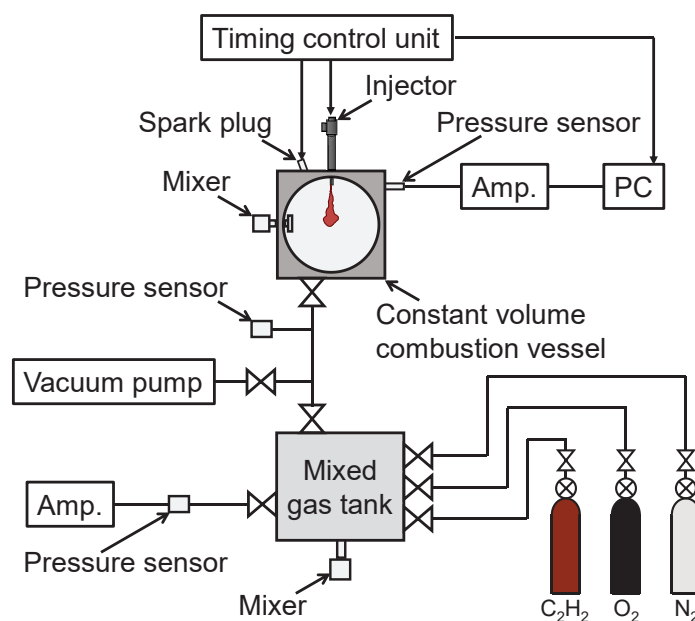 Timing control unit
Injector
Spark plug
Pressure sensor
Mixer
Amp.
PC
Pressure sensor
Constant volume
combustion vessel
Vacuum pump
Mixed
gas tank
Amp.
Pressure sensor
Mixer
C₂H₂
O₂
N₂